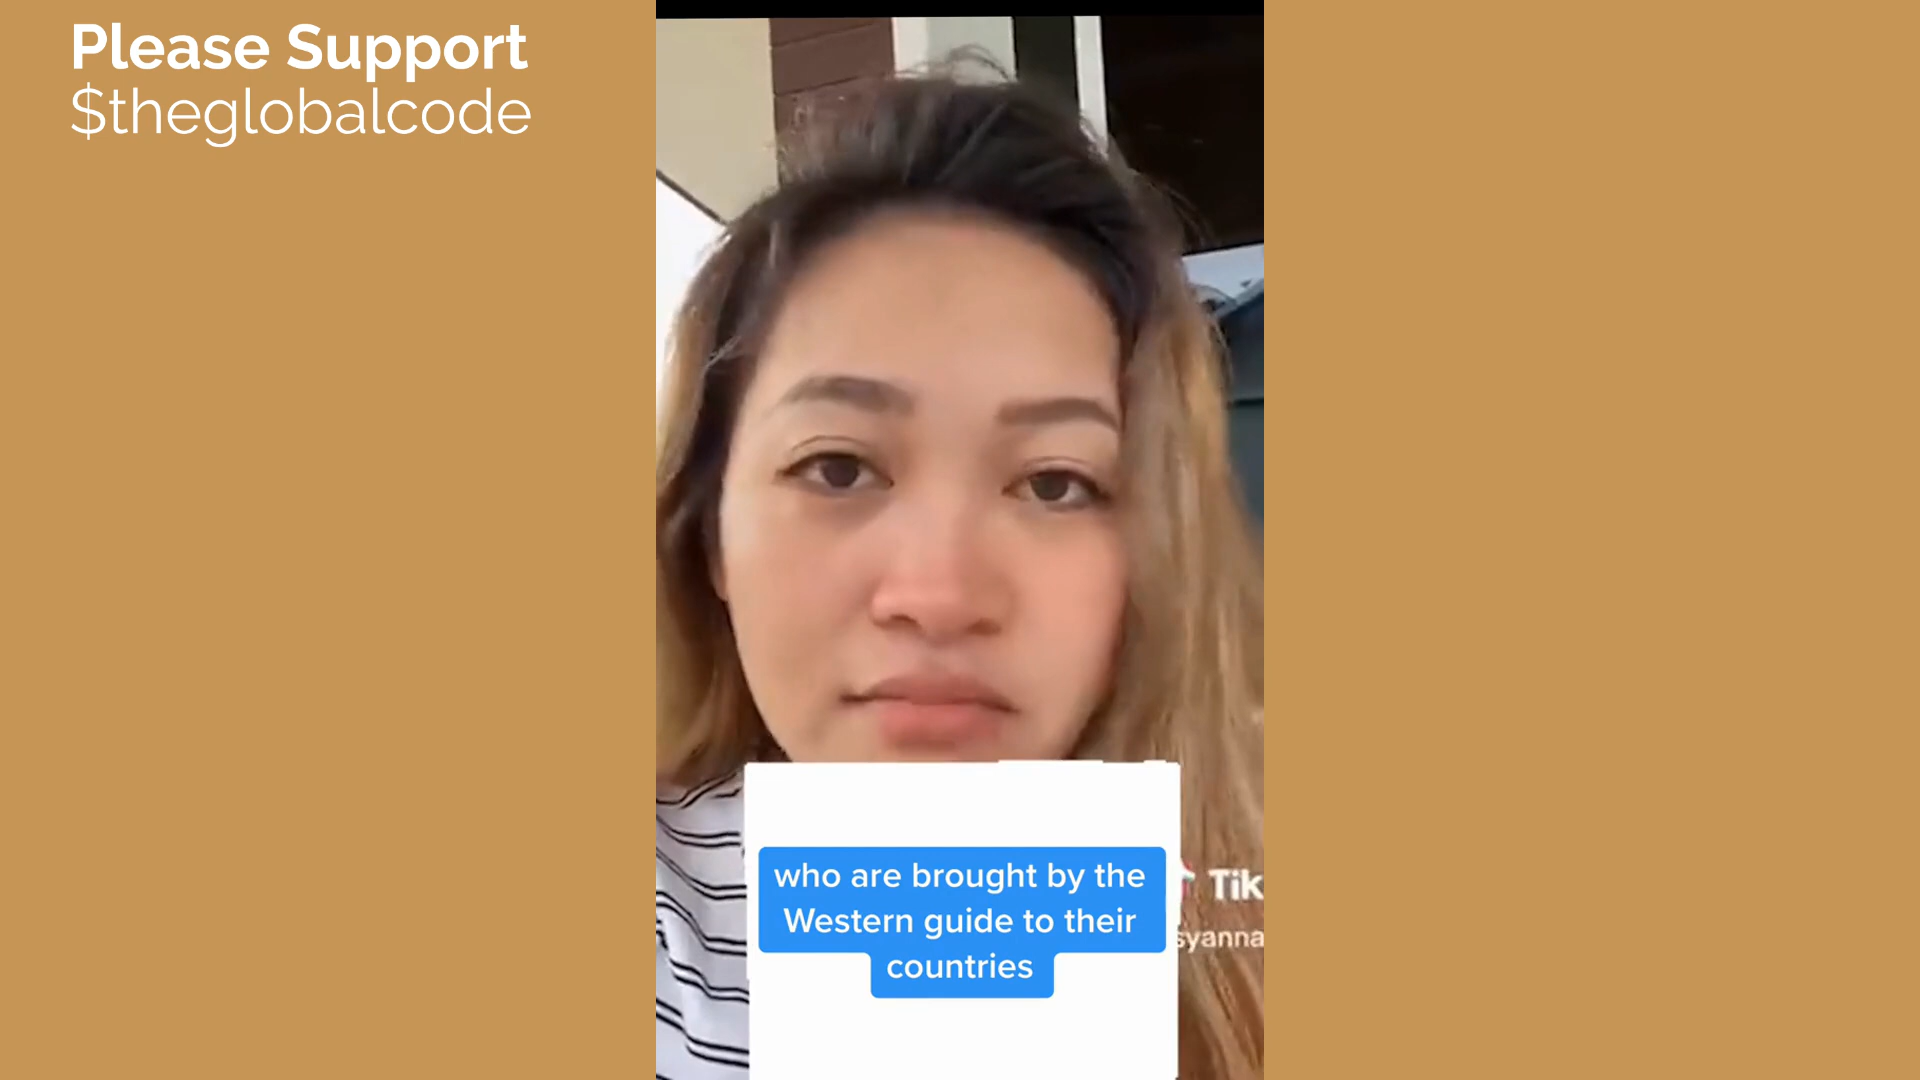 Please Support
$theglobalcode
who are brought by the
Western guide to their
countries
Tik
syanna